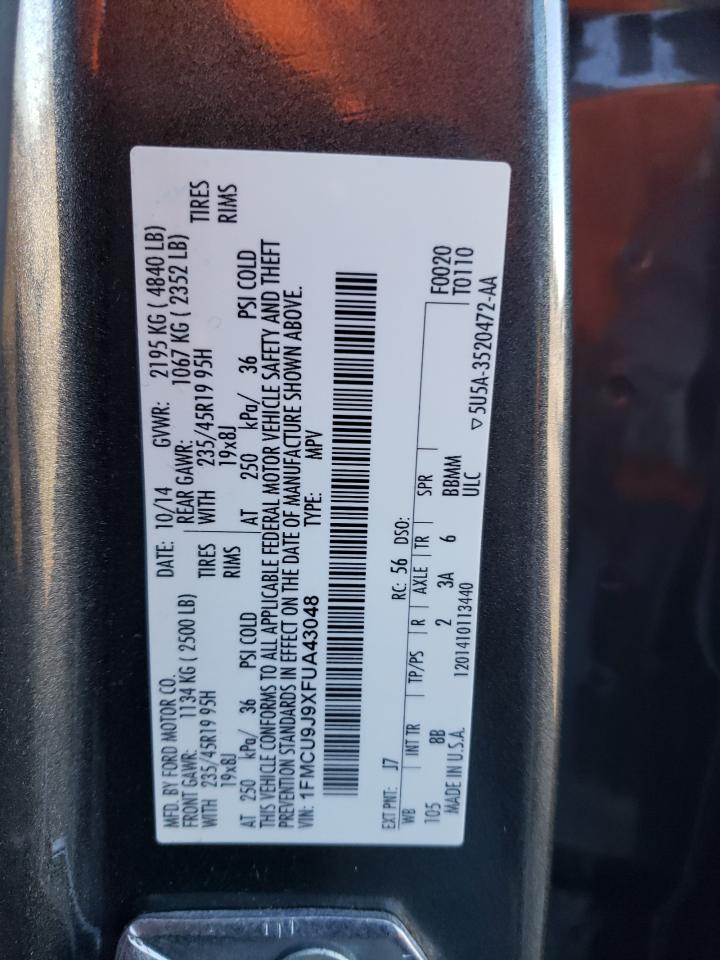 MFD. BY FORD MOTOR CO. DATE: 10/14 GVWR: 2195 KG ( 4840 LB)
FRONT GAWR: 1134 KG ( 2500 LB) REAR GAWR: 1067 KG ( 2352 LB)
WITH 235/45R19 95H TIRES WITH 235/45R19 95H TIRES
19x8J RIMS 19x8J RIMS
AT 250 kPa/ 36 PSI COLD AT 250 kPa/ 36 PSI COLD
THIS VEHICLE CONFORMS TO ALL APPLICABLE FEDERAL MOTOR VEHICLE SAFETY AND THEFT
PREVENTION STANDARDS IN EFFECT ON THE DATE OF MANUFACTURE SHOWN ABOVE.
VIN: 1FMCU9J9XFUA43048 TYPE: MPV
EXT PNT: J7 RC: 56 DSO: F0020
WB INT TR TP/PS R AXLE TR SPR T0110
105 8B 2 3A 6 BBMM
MADE IN U.S.A. 1201410113440 ULC ▽5U5A-3520472-AA